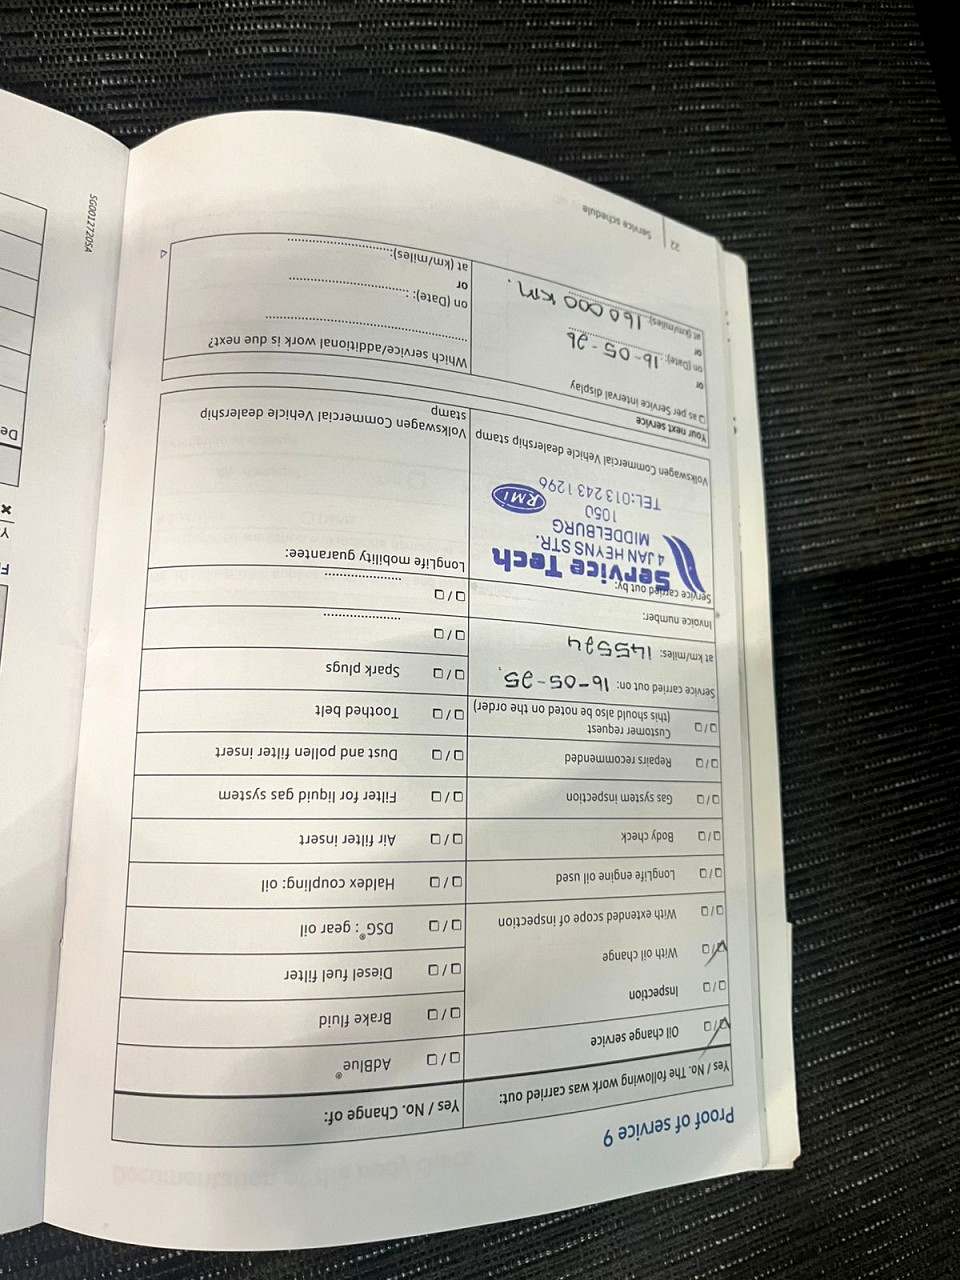 Proof of service 9
Yes / No. The following work was carried out:
❏ / ❏ Oil change service
❏ / ❏ Inspection
❏ / ❏ With oil change
❏ / ❏ With extended scope of inspection
❏ / ❏ LongLife engine oil used
❏ / ❏ Body check
❏ / ❏ Gas system inspection
❏ / ❏ Repairs recommended
❏ / ❏ Customer request
(this should also be noted on the order)
Service carried out on: 16-05-25.
at km/miles: 145574
Invoice number:
Service carried out by:
Service Tech
4 JAN HEYNS STR.
MIDDELBURG
1050
TEL:013 243 1296
RMI
Volkswagen Commercial Vehicle dealership stamp
Yes / No. Change of:
❏ / ❏ AdBlue®
❏ / ❏ Brake fluid
❏ / ❏ Diesel fuel filter
❏ / ❏ DSG®: gear oil
❏ / ❏ Haldex coupling: oil
❏ / ❏ Air filter insert
❏ / ❏ Filter for liquid gas system
❏ / ❏ Dust and pollen filter insert
❏ / ❏ Toothed belt
❏ / ❏ Spark plugs
❏ / ❏
❏ / ❏
LongLife mobility guarantee:
Volkswagen Commercial Vehicle dealership
stamp
Your next service
❏ as per Service interval display
or
on (Date): 16-05-26
or
at (km/miles): 160 000 KM.
Which service/additional work is due next?
on (Date):
or
at (km/miles):
22 Service schedule
SG0012720SA
De